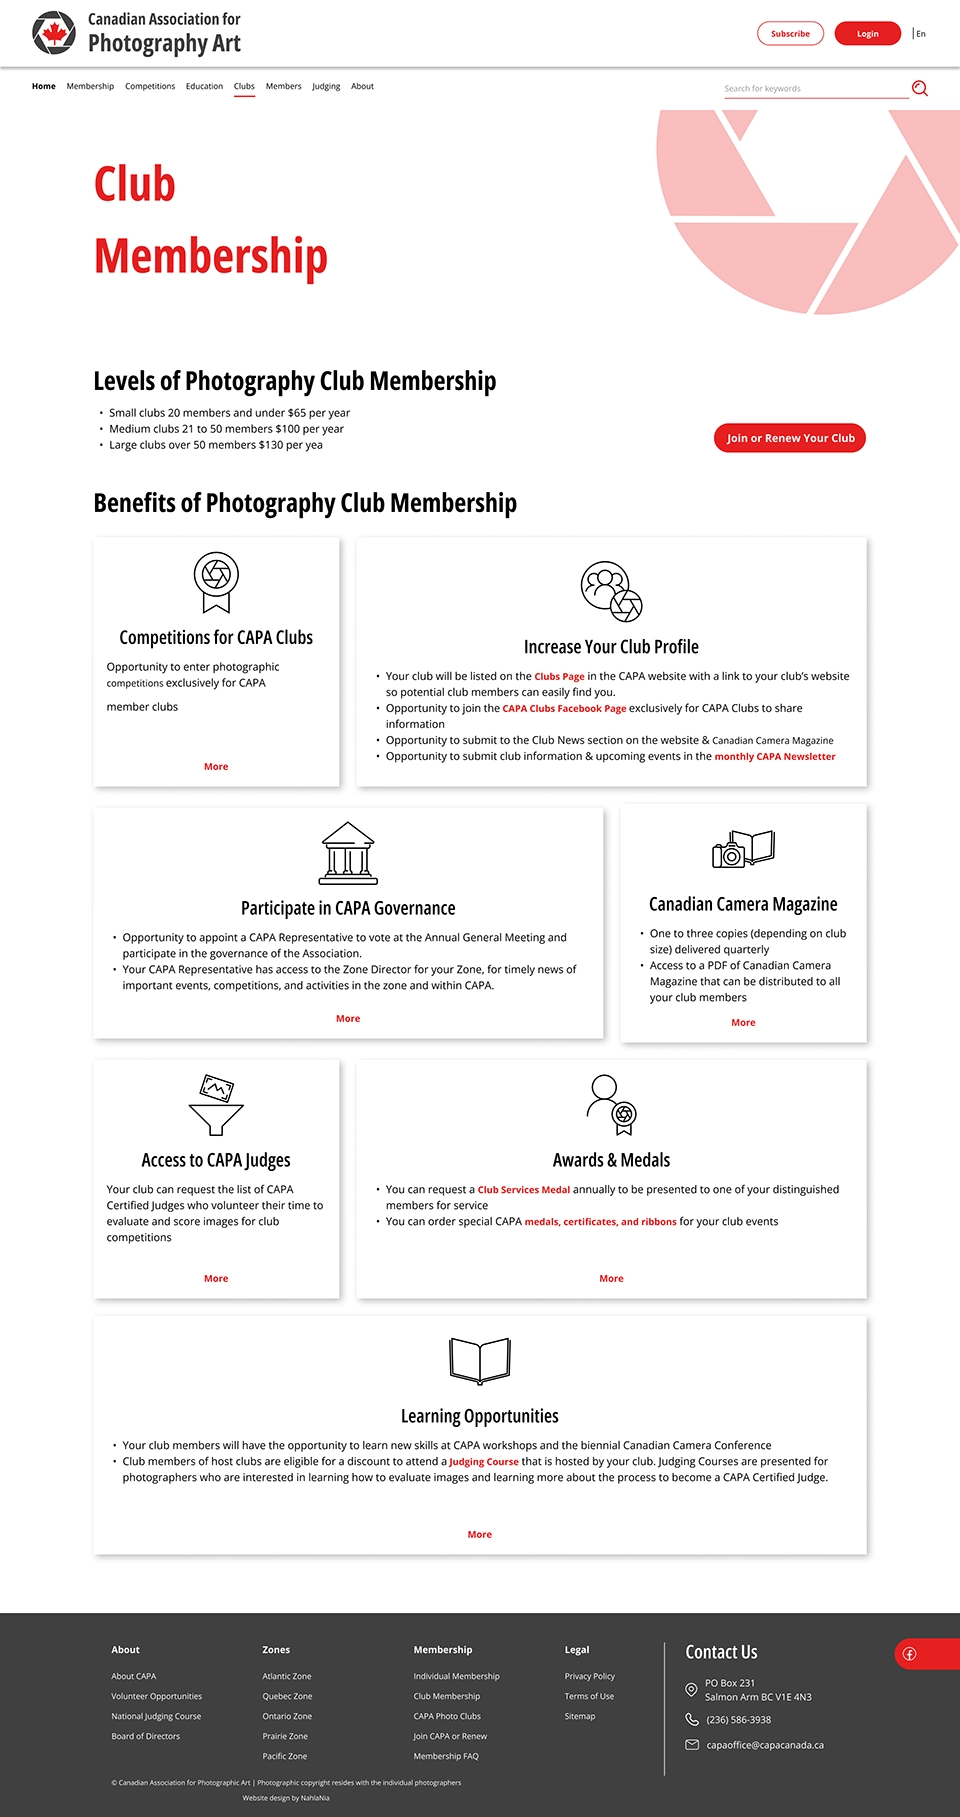 Canadian Association for
Photography Art
Subscribe
Login
En
Home Membership Competitions Education Clubs Members Judging About
Search for keywords
Club
Membership
Levels of Photography Club Membership
• Small clubs 20 members and under $65 per year
• Medium clubs 21 to 50 members $100 per year
• Large clubs over 50 members $130 per yea
Join or Renew Your Club
Benefits of Photography Club Membership
Competitions for CAPA Clubs
Opportunity to enter photographic
competitions exclusively for CAPA
member clubs
More
Increase Your Club Profile
• Your club will be listed on the Clubs Page in the CAPA website with a link to your club's website
so potential club members can easily find you.
• Opportunity to join the CAPA Clubs Facebook Page exclusively for CAPA Clubs to share
information
• Opportunity to submit to the Club News section on the website & Canadian Camera Magazine
• Opportunity to submit club information & upcoming events in the monthly CAPA Newsletter
Participate in CAPA Governance
• Opportunity to appoint a CAPA Representative to vote at the Annual General Meeting and
participate in the governance of the Association.
• Your CAPA Representative has access to the Zone Director for your Zone, for timely news of
important events, competitions, and activities in the zone and within CAPA.
More
Canadian Camera Magazine
• One to three copies (depending on club
size) delivered quarterly
• Access to a PDF of Canadian Camera
Magazine that can be distributed to all
your club members
More
Access to CAPA Judges
Your club can request the list of CAPA
Certified Judges who volunteer their time to
evaluate and score images for club
competitions
More
Awards & Medals
• You can request a Club Services Medal annually to be presented to one of your distinguished
members for service
• You can order special CAPA medals, certificates, and ribbons for your club events
More
Learning Opportunities
• Your club members will have the opportunity to learn new skills at CAPA workshops and the biennial Canadian Camera Conference
• Club members of host clubs are eligible for a discount to attend a Judging Course that is hosted by your club. Judging Courses are presented for
photographers who are interested in learning how to evaluate images and learning more about the process to become a CAPA Certified Judge.
More
About
About CAPA
Volunteer Opportunities
National Judging Course
Board of Directors
Zones
Atlantic Zone
Quebec Zone
Ontario Zone
Prairie Zone
Pacific Zone
Membership
Individual Membership
Club Membership
CAPA Photo Clubs
Join CAPA or Renew
Membership FAQ
Legal
Privacy Policy
Terms of Use
Sitemap
Contact Us
PO Box 231
Salmon Arm BC V1E 4N3
(236) 586-3938
capaoffice@capacanada.ca
© Canadian Association for Photographic Art | Photographic copyright resides with the individual photographers
Website design by NahlaNia